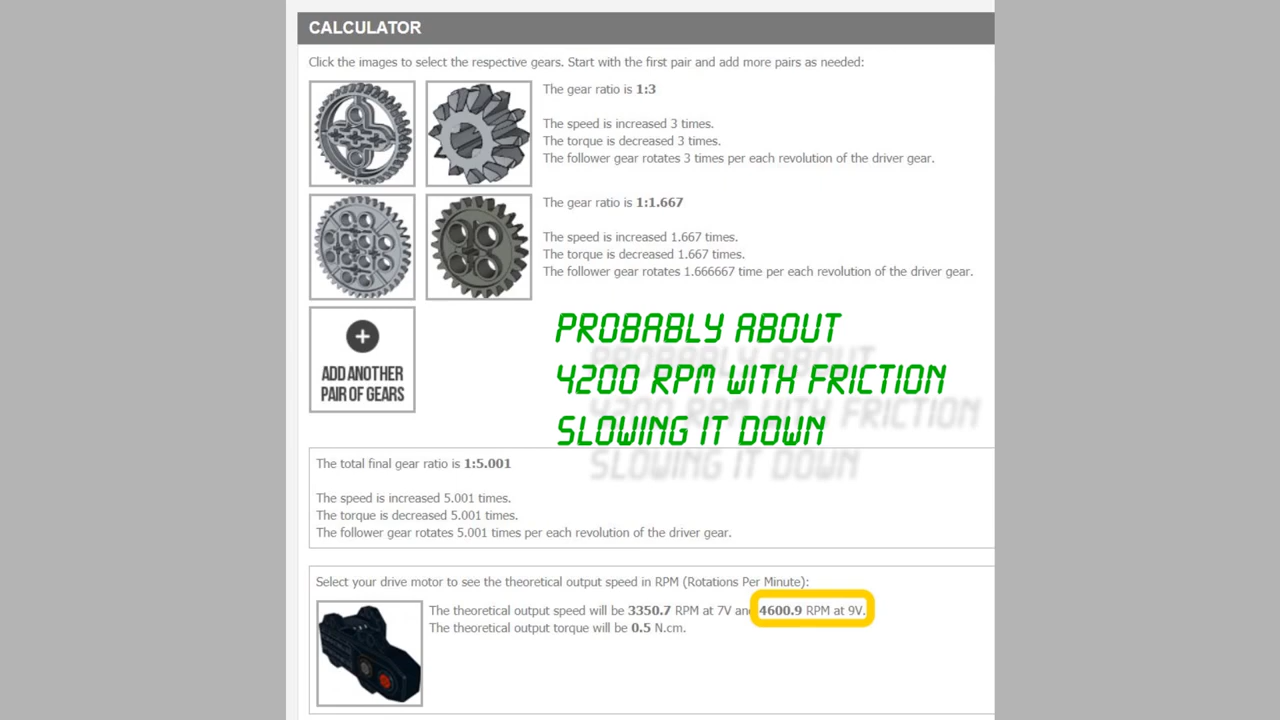 CALCULATOR
Click the images to select the respective gears. Start with the first pair and add more pairs as needed:
The gear ratio is 1:3
The speed is increased 3 times.
The torque is decreased 3 times.
The follower gear rotates 3 times per each revolution of the driver gear.
The gear ratio is 1:1.667
The speed is increased 1.667 times.
The torque is decreased 1.667 times.
The follower gear rotates 1.666667 time per each revolution of the driver gear.
ADD ANOTHER
PAIR OF GEARS
PROBABLY ABOUT
4200 RPM WITH FRICTION
SLOWING IT DOWN
The total final gear ratio is 1:5.001
The speed is increased 5.001 times.
The torque is decreased 5.001 times.
The follower gear rotates 5.001 times per each revolution of the driver gear.
Select your drive motor to see the theoretical output speed in RPM (Rotations Per Minute):
The theoretical output speed will be 3350.7 RPM at 7V and 4600.9 RPM at 9V.
The theoretical output torque will be 0.5 N.cm.